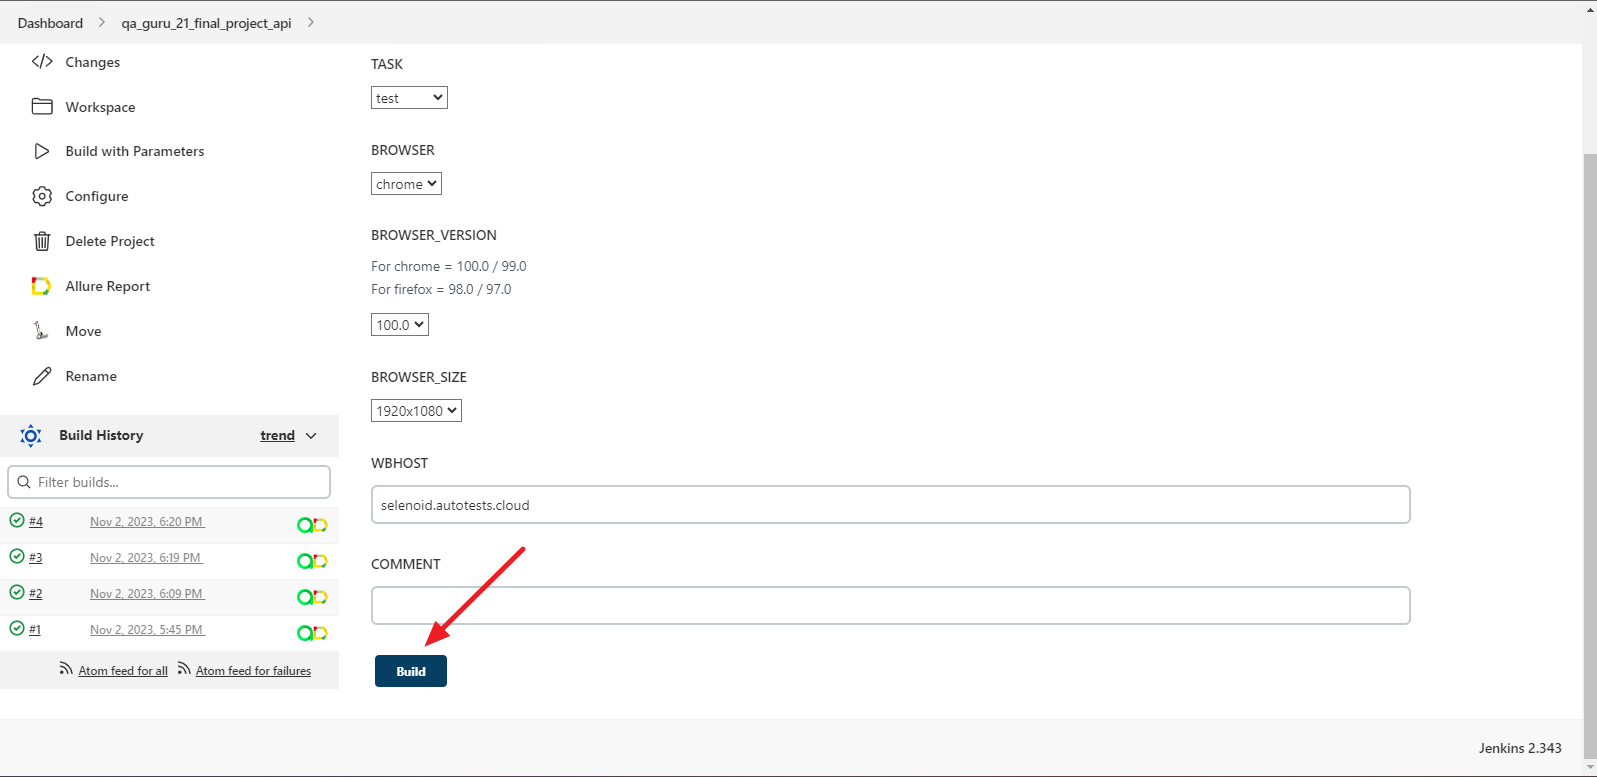 Dashboard
qa_guru_21_final_project_api
Changes
Workspace
Build with Parameters
Configure
Delete Project
Allure Report
Move
Rename
Build History
trend
Filter builds...
#4 Nov 2, 2023, 6:20 PM
#3 Nov 2, 2023, 6:19 PM
#2 Nov 2, 2023, 6:09 PM
#1 Nov 2, 2023, 5:45 PM
Atom feed for all
Atom feed for failures
TASK
test
BROWSER
chrome
BROWSER_VERSION
For chrome = 100.0 / 99.0
For firefox = 98.0 / 97.0
100.0
BROWSER_SIZE
1920x1080
WBHOST
selenoid.autotests.cloud
COMMENT
Build
Jenkins 2.343